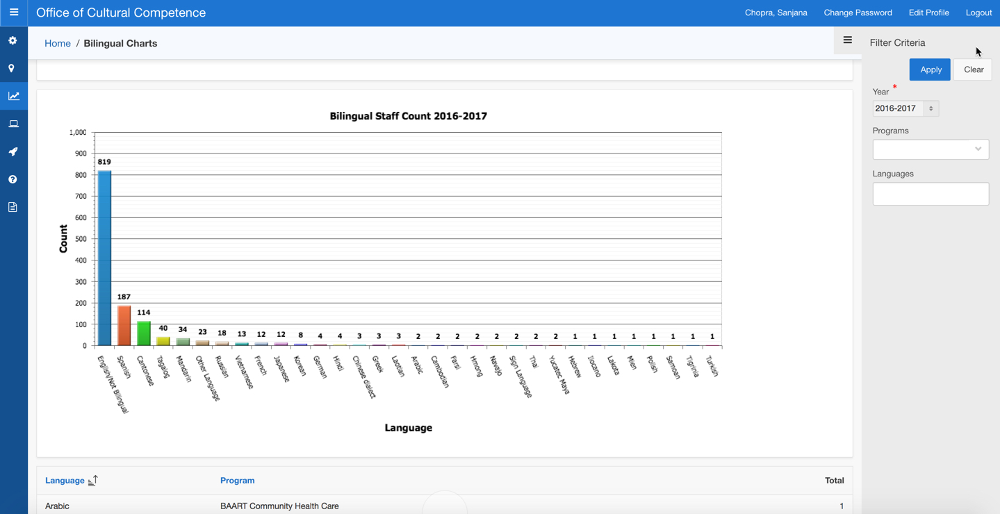 Office of Cultural Competence
Chopra, Sanjana Change Password Edit Profile Logout
Home / Bilingual Charts
Filter Criteria
Apply Clear
Year *
2016-2017
Programs
Languages
Bilingual Staff Count 2016-2017
1,000
900
800
700
600
500
400
300
200
100
0
Count
819 187 114 40 34 23 18 13 12 12 8 4 4 3 3 3 2 2 2 2 2 2 2 2 1 1 1 1 1 1 1 1
English/Not Bilingual
Spanish
Cantonese
Tagalog
Mandarin
Other Language
Russian
Vietnamese
French
Japanese
Korean
German
Hindi
Chinese dialect
Greek
Laotian
Arabic
Cambodian
Farsi
Hmong
Navajo
Sign Language
Thai
Yucatec Maya
Hebrew
Ilocano
Lakota
Mien
Polish
Samoan
Tigrinia
Turkish
Language
Language Program Total
Arabic BAART Community Health Care 1